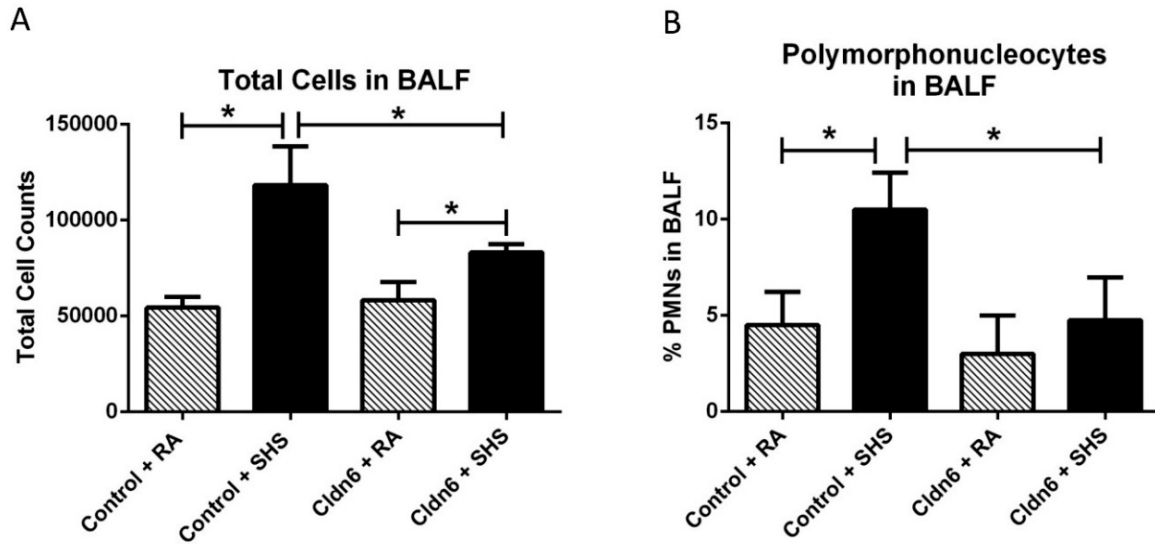 A
Total Cells in BALF
Total Cell Counts
150000
100000
50000
0
*
*
*
Control + RA
Control + SHS
Cldn6 + RA
Cldn6 + SHS
B
Polymorphonucleocytes
in BALF
% PMNs in BALF
15
10
5
0
*
*
Control + RA
Control + SHS
Cldn6 + RA
Cldn6 + SHS